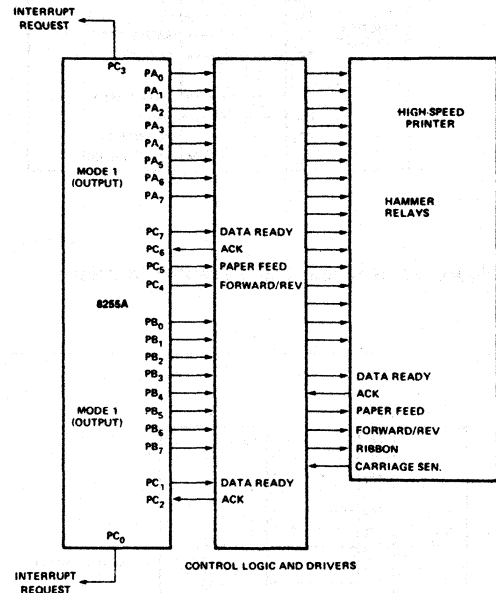 INTERRUPT
REQUEST
PC3
PA0
PA1
PA2
PA3
PA4
PA5
PA6
PA7
MODE 1
(OUTPUT)
PC7
PC6
PC5
PC4
8255A
PB0
PB1
PB2
PB3
PB4
PB5
PB6
PB7
MODE 1
(OUTPUT)
PC1
PC2
PC0
INTERRUPT
REQUEST
DATA READY
ACK
PAPER FEED
FORWARD/REV
DATA READY
ACK
CONTROL LOGIC AND DRIVERS
HIGH-SPEED
PRINTER
HAMMER
RELAYS
DATA READY
ACK
PAPER FEED
FORWARD/REV
RIBBON
CARRIAGE SEN.